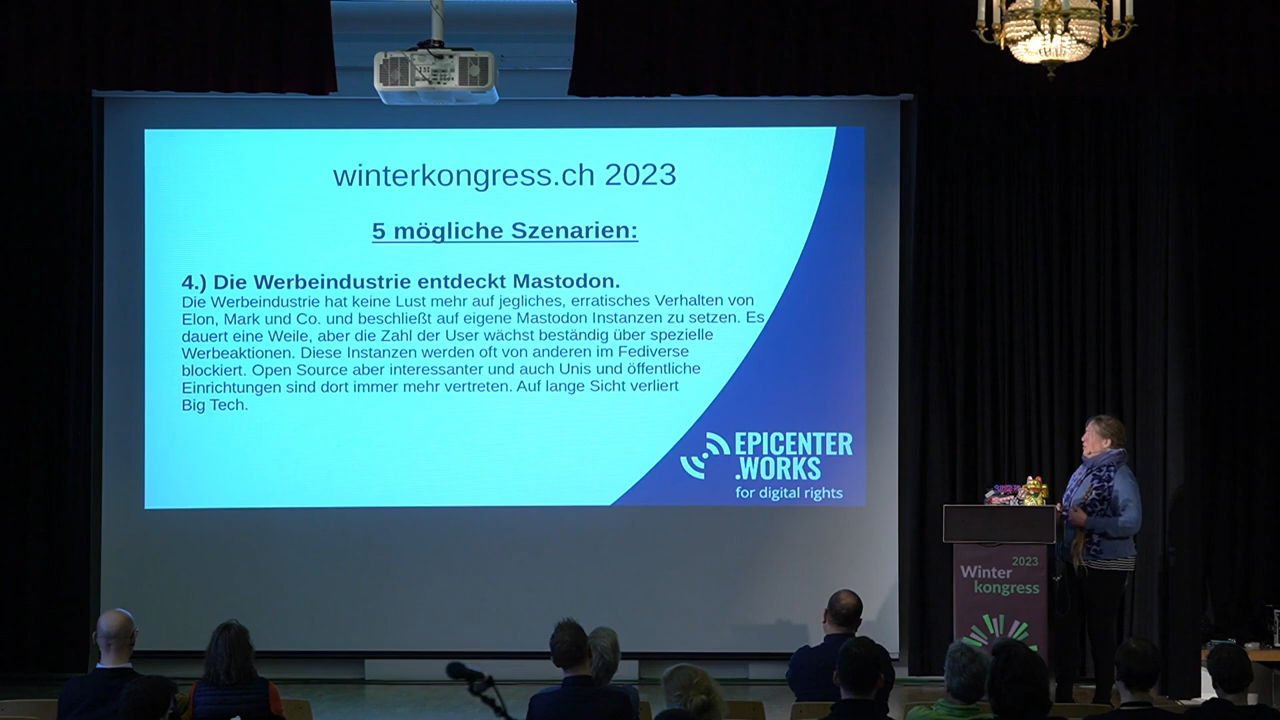 winterkongress.ch 2023
5 mögliche Szenarien:
4.) Die Werbeindustrie entdeckt Mastodon.
Die Werbeindustrie hat keine Lust mehr auf jegliches, erratisches Verhalten von
Elon, Mark und Co. und beschließt auf eigene Mastodon Instanzen zu setzen. Es
dauert eine Weile, aber die Zahl der User wächst beständig über spezielle
Werbeaktionen. Diese Instanzen werden oft von anderen im Fediverse
blockiert. Open Source aber interessanter und auch Unis und öffentliche
Einrichtungen sind dort immer mehr vertreten. Auf lange Sicht verliert
Big Tech.
EPICENTER
.WORKS
for digital rights
2023
Winter
kongress